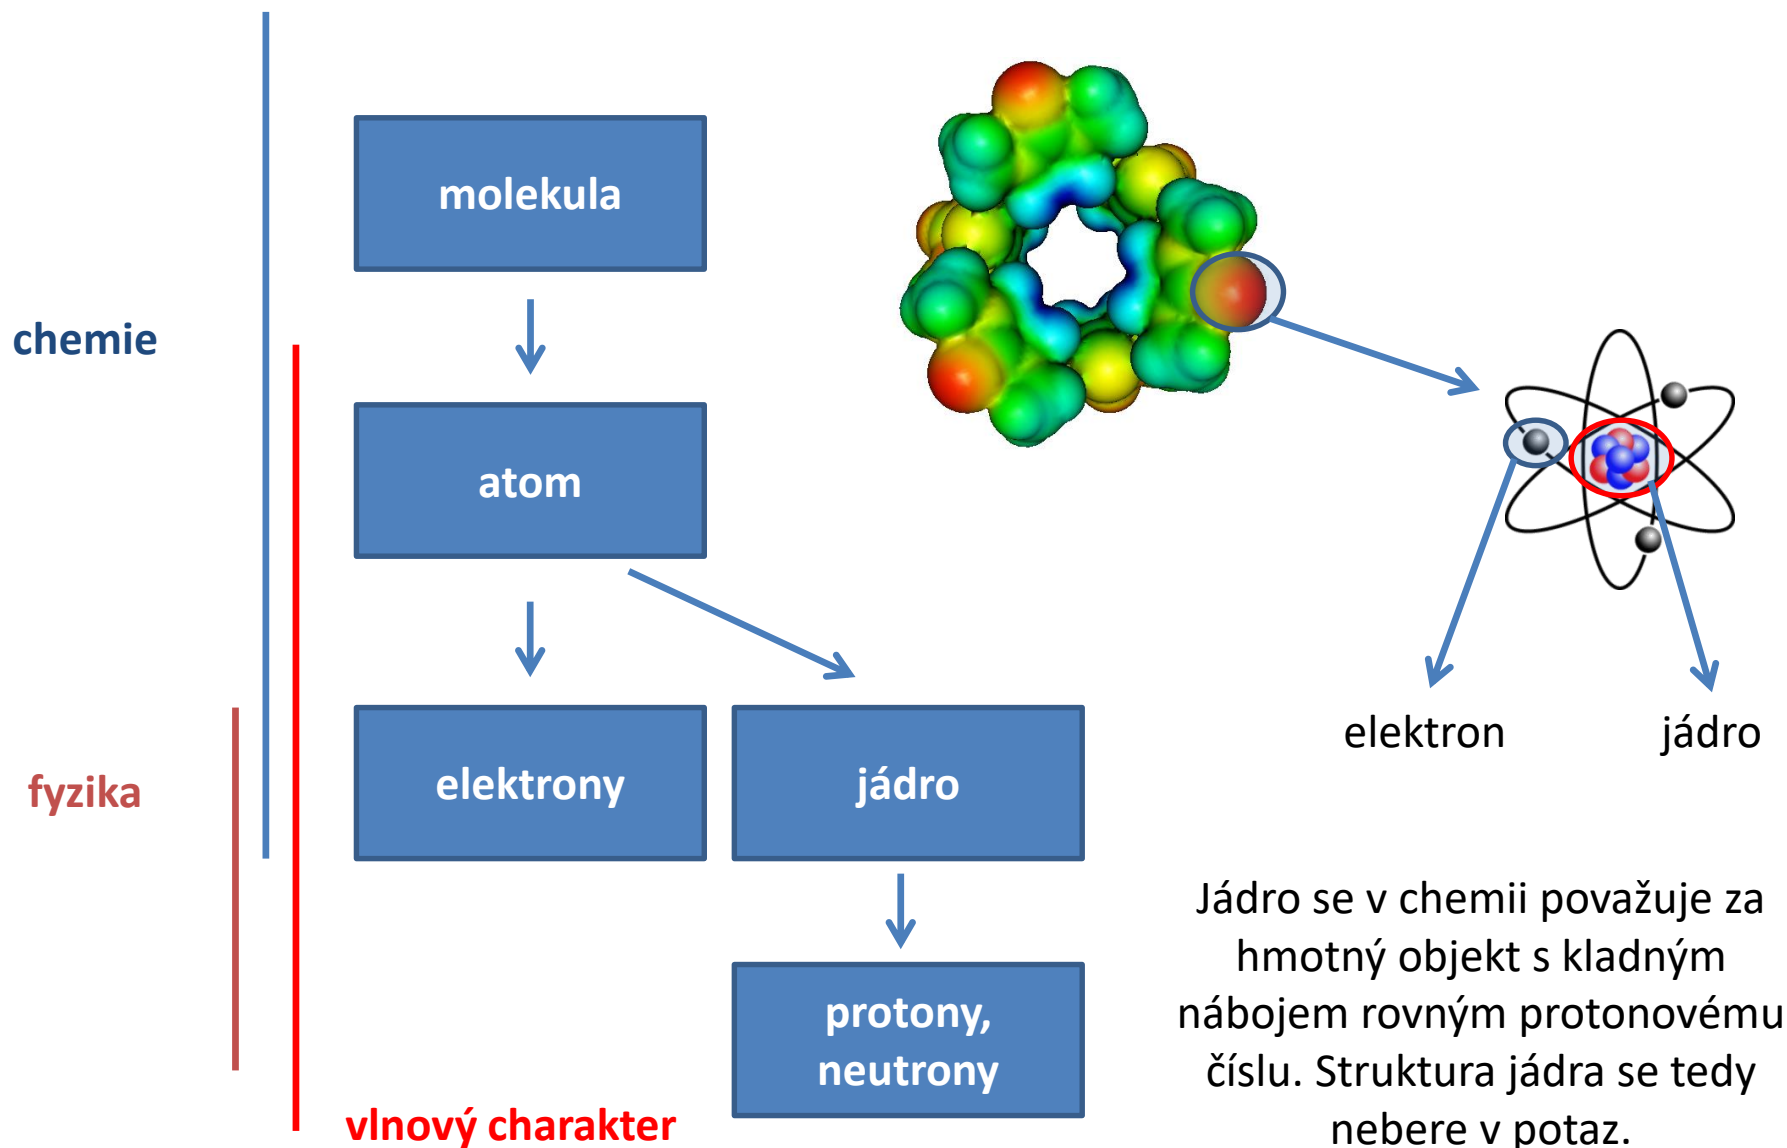 molekula
chemie
atom
elektron
jádro
elektrony
jádro
fyzika
Jádro se v chemii považuje za
hmotný objekt s kladným
nábojem rovným protonovému
číslu. Struktura jádra se tedy
nebere v potaz.
protony,
neutrony
vlnový charakter